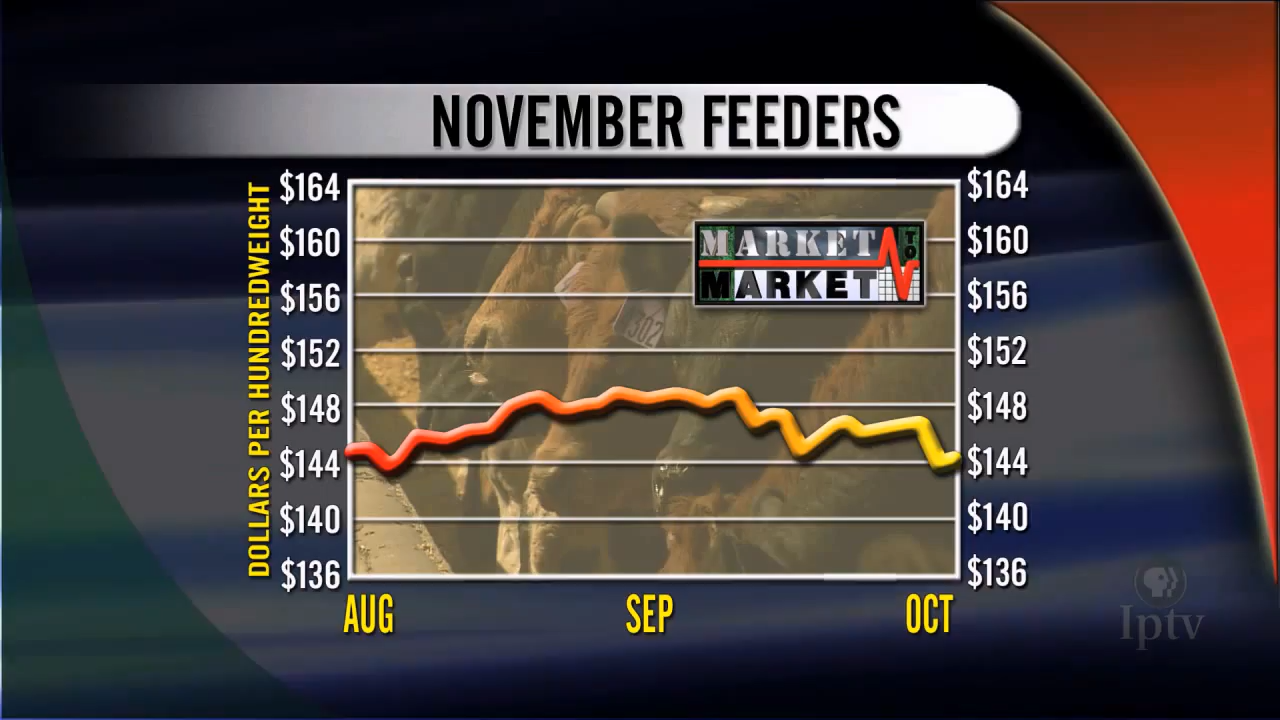 NOVEMBER FEEDERS
DOLLARS PER HUNDREDWEIGHT
$164
$160
$156
$152
$148
$144
$140
$136
MARKET TO
MARKET
302
$164
$160
$156
$152
$148
$144
$140
$136
AUG
SEP
OCT
Iptv